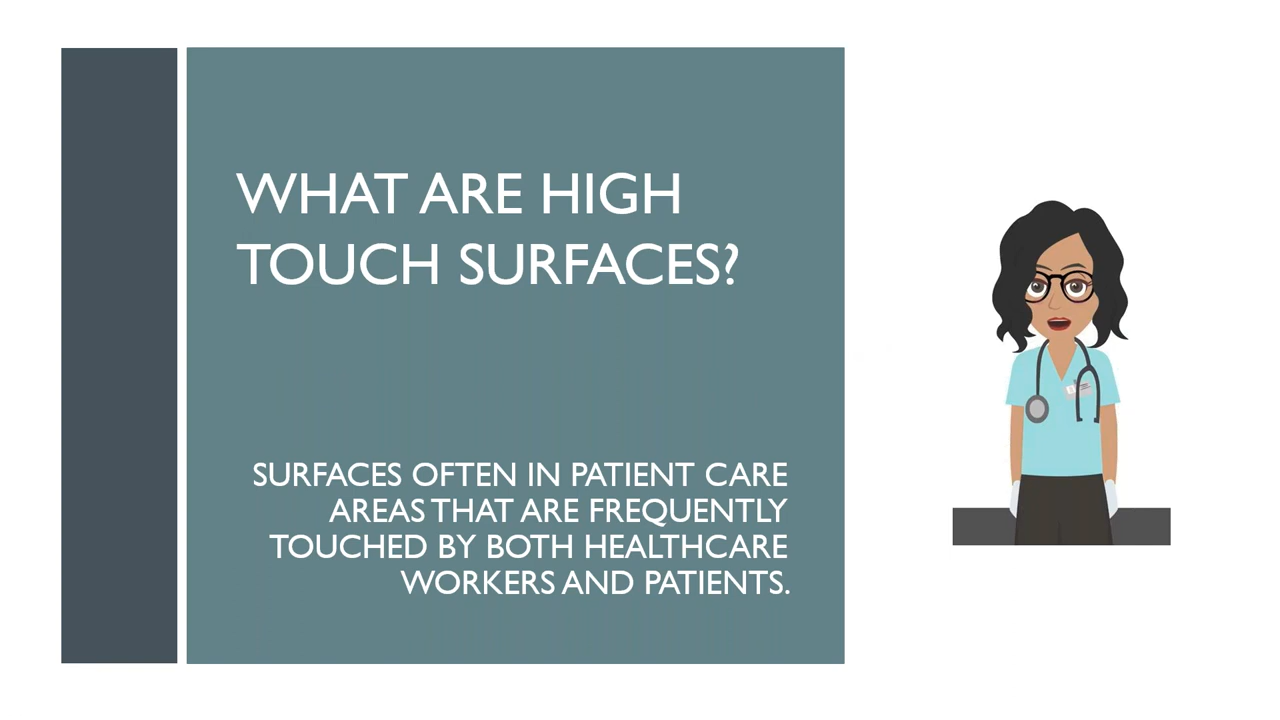 WHAT ARE HIGH
TOUCH SURFACES?
SURFACES OFTEN IN PATIENT CARE
AREAS THAT ARE FREQUENTLY
TOUCHED BY BOTH HEALTHCARE
WORKERS AND PATIENTS.